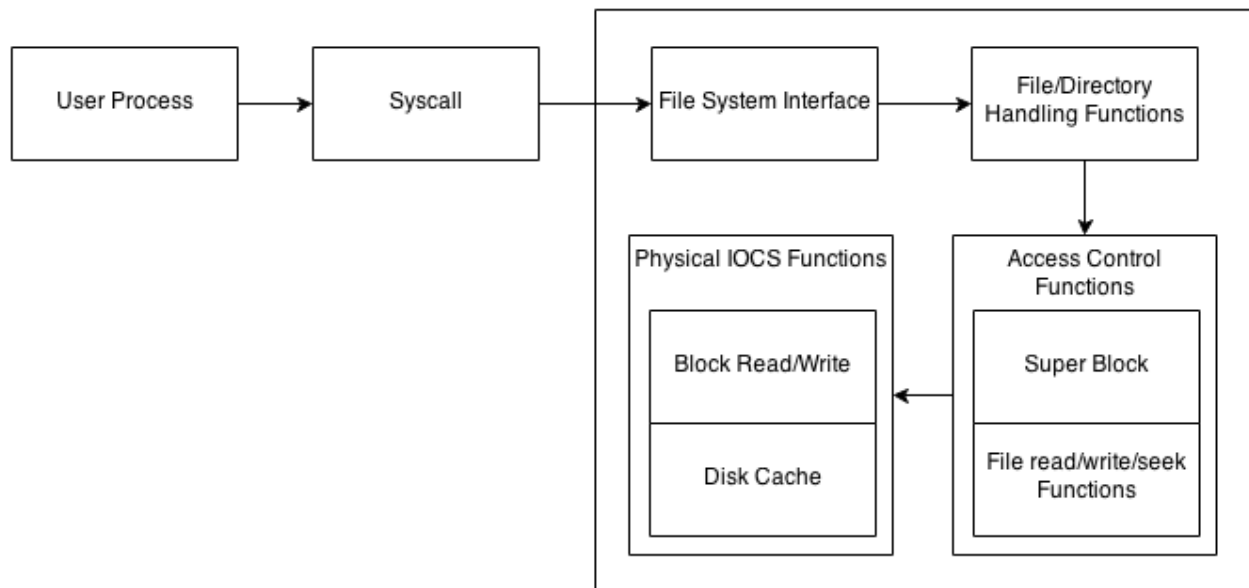 User Process
Syscall
File System Interface
File/Directory
Handling Functions
Physical IOCS Functions
Block Read/Write
Disk Cache
Access Control
Functions
Super Block
File read/write/seek
Functions